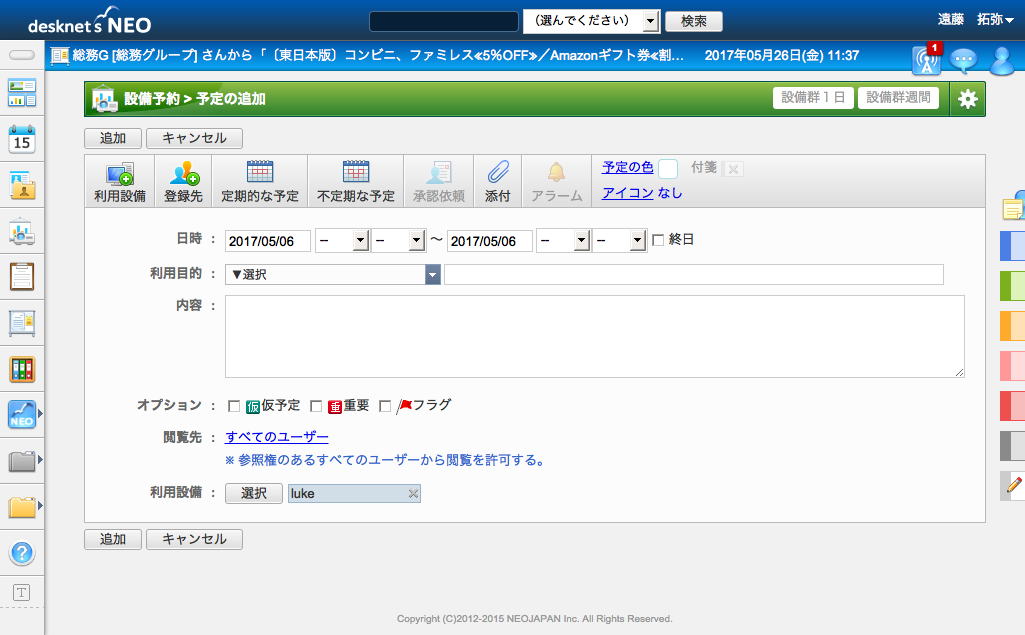 desknet's NEO
（選んでください）
検索
遠藤 拓弥
総務G [総務グループ] さんから「〔東日本版〕コンビニ、ファミレス≪5%OFF≫／Amazonギフト券≪割... 2017年05月26日(金) 11:37
1
設備予約 > 予定の追加
設備群１日
設備群週間
15
追加
キャンセル
利用設備
登録先
定期的な予定
不定期な予定
承認依頼
添付
アラーム
予定の色
付箋
アイコン なし
日時 ： 2017/05/06 -- -- ～ 2017/05/06 -- -- 終日
利用目的 ： ▼選択
内容 ：
オプション ： 仮 仮予定 重 重要 フラグ
閲覧先 ： すべてのユーザー
※ 参照権のあるすべてのユーザーから閲覧を許可する。
利用設備 ： 選択 luke
追加
キャンセル
NEO
?
T
Copyright (C)2012-2015 NEOJAPAN Inc. All Rights Reserved.